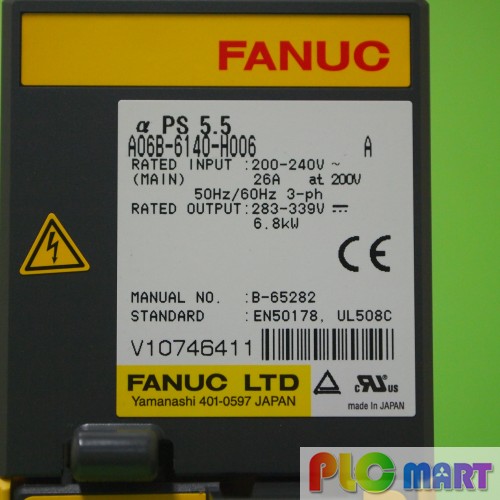 FANUC
α PS 5.5
A06B-6140-H006 A
RATED INPUT : 200-240V ~
(MAIN) 26A at 200V
50Hz/60Hz 3-ph
RATED OUTPUT : 283-339V ⎓
6.8kW
CE
MANUAL NO. : B-65282
STANDARD : EN50178, UL508C
V10746411
FANUC LTD
Yamanashi 401-0597 JAPAN
c RU us
made in JAPAN
PLC MART